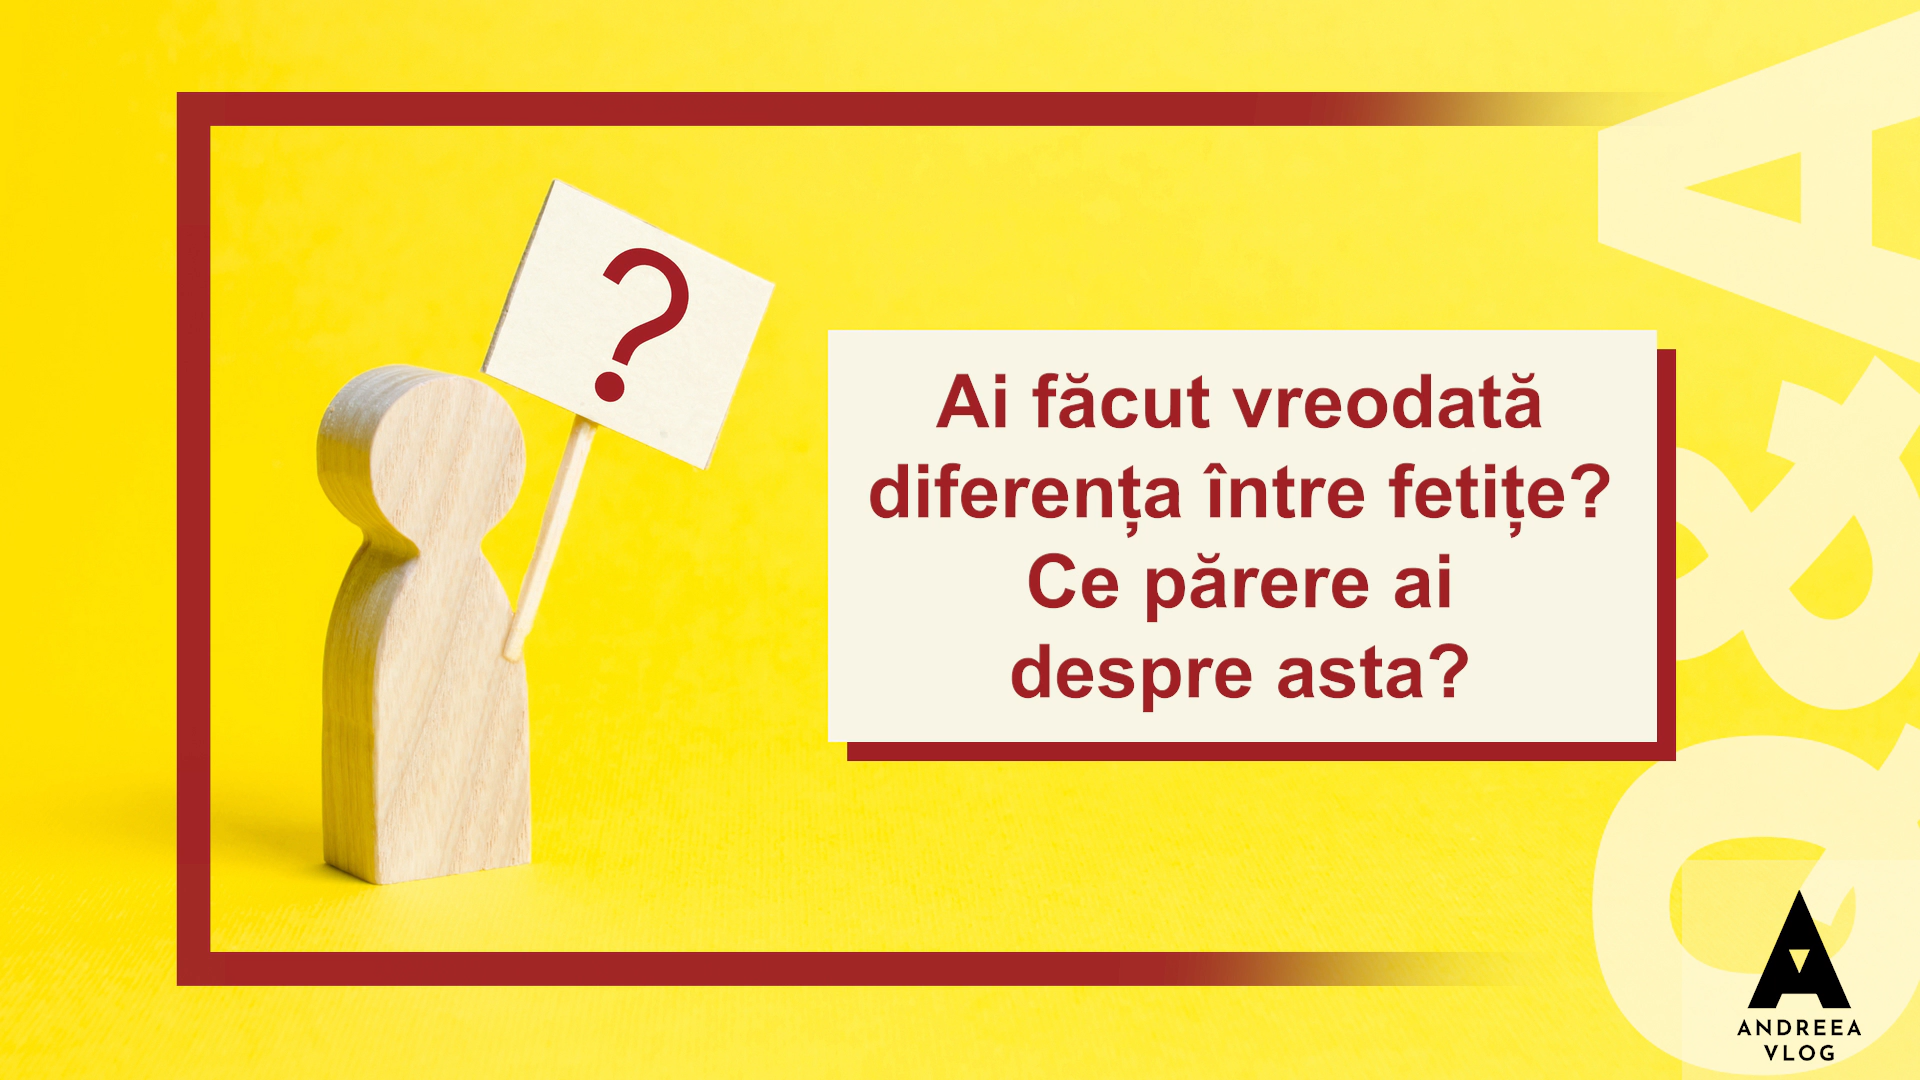 ?
Ai făcut vreodată
diferența între fetițe?
Ce părere ai
despre asta?
Q&A
ANDREEA
VLOG